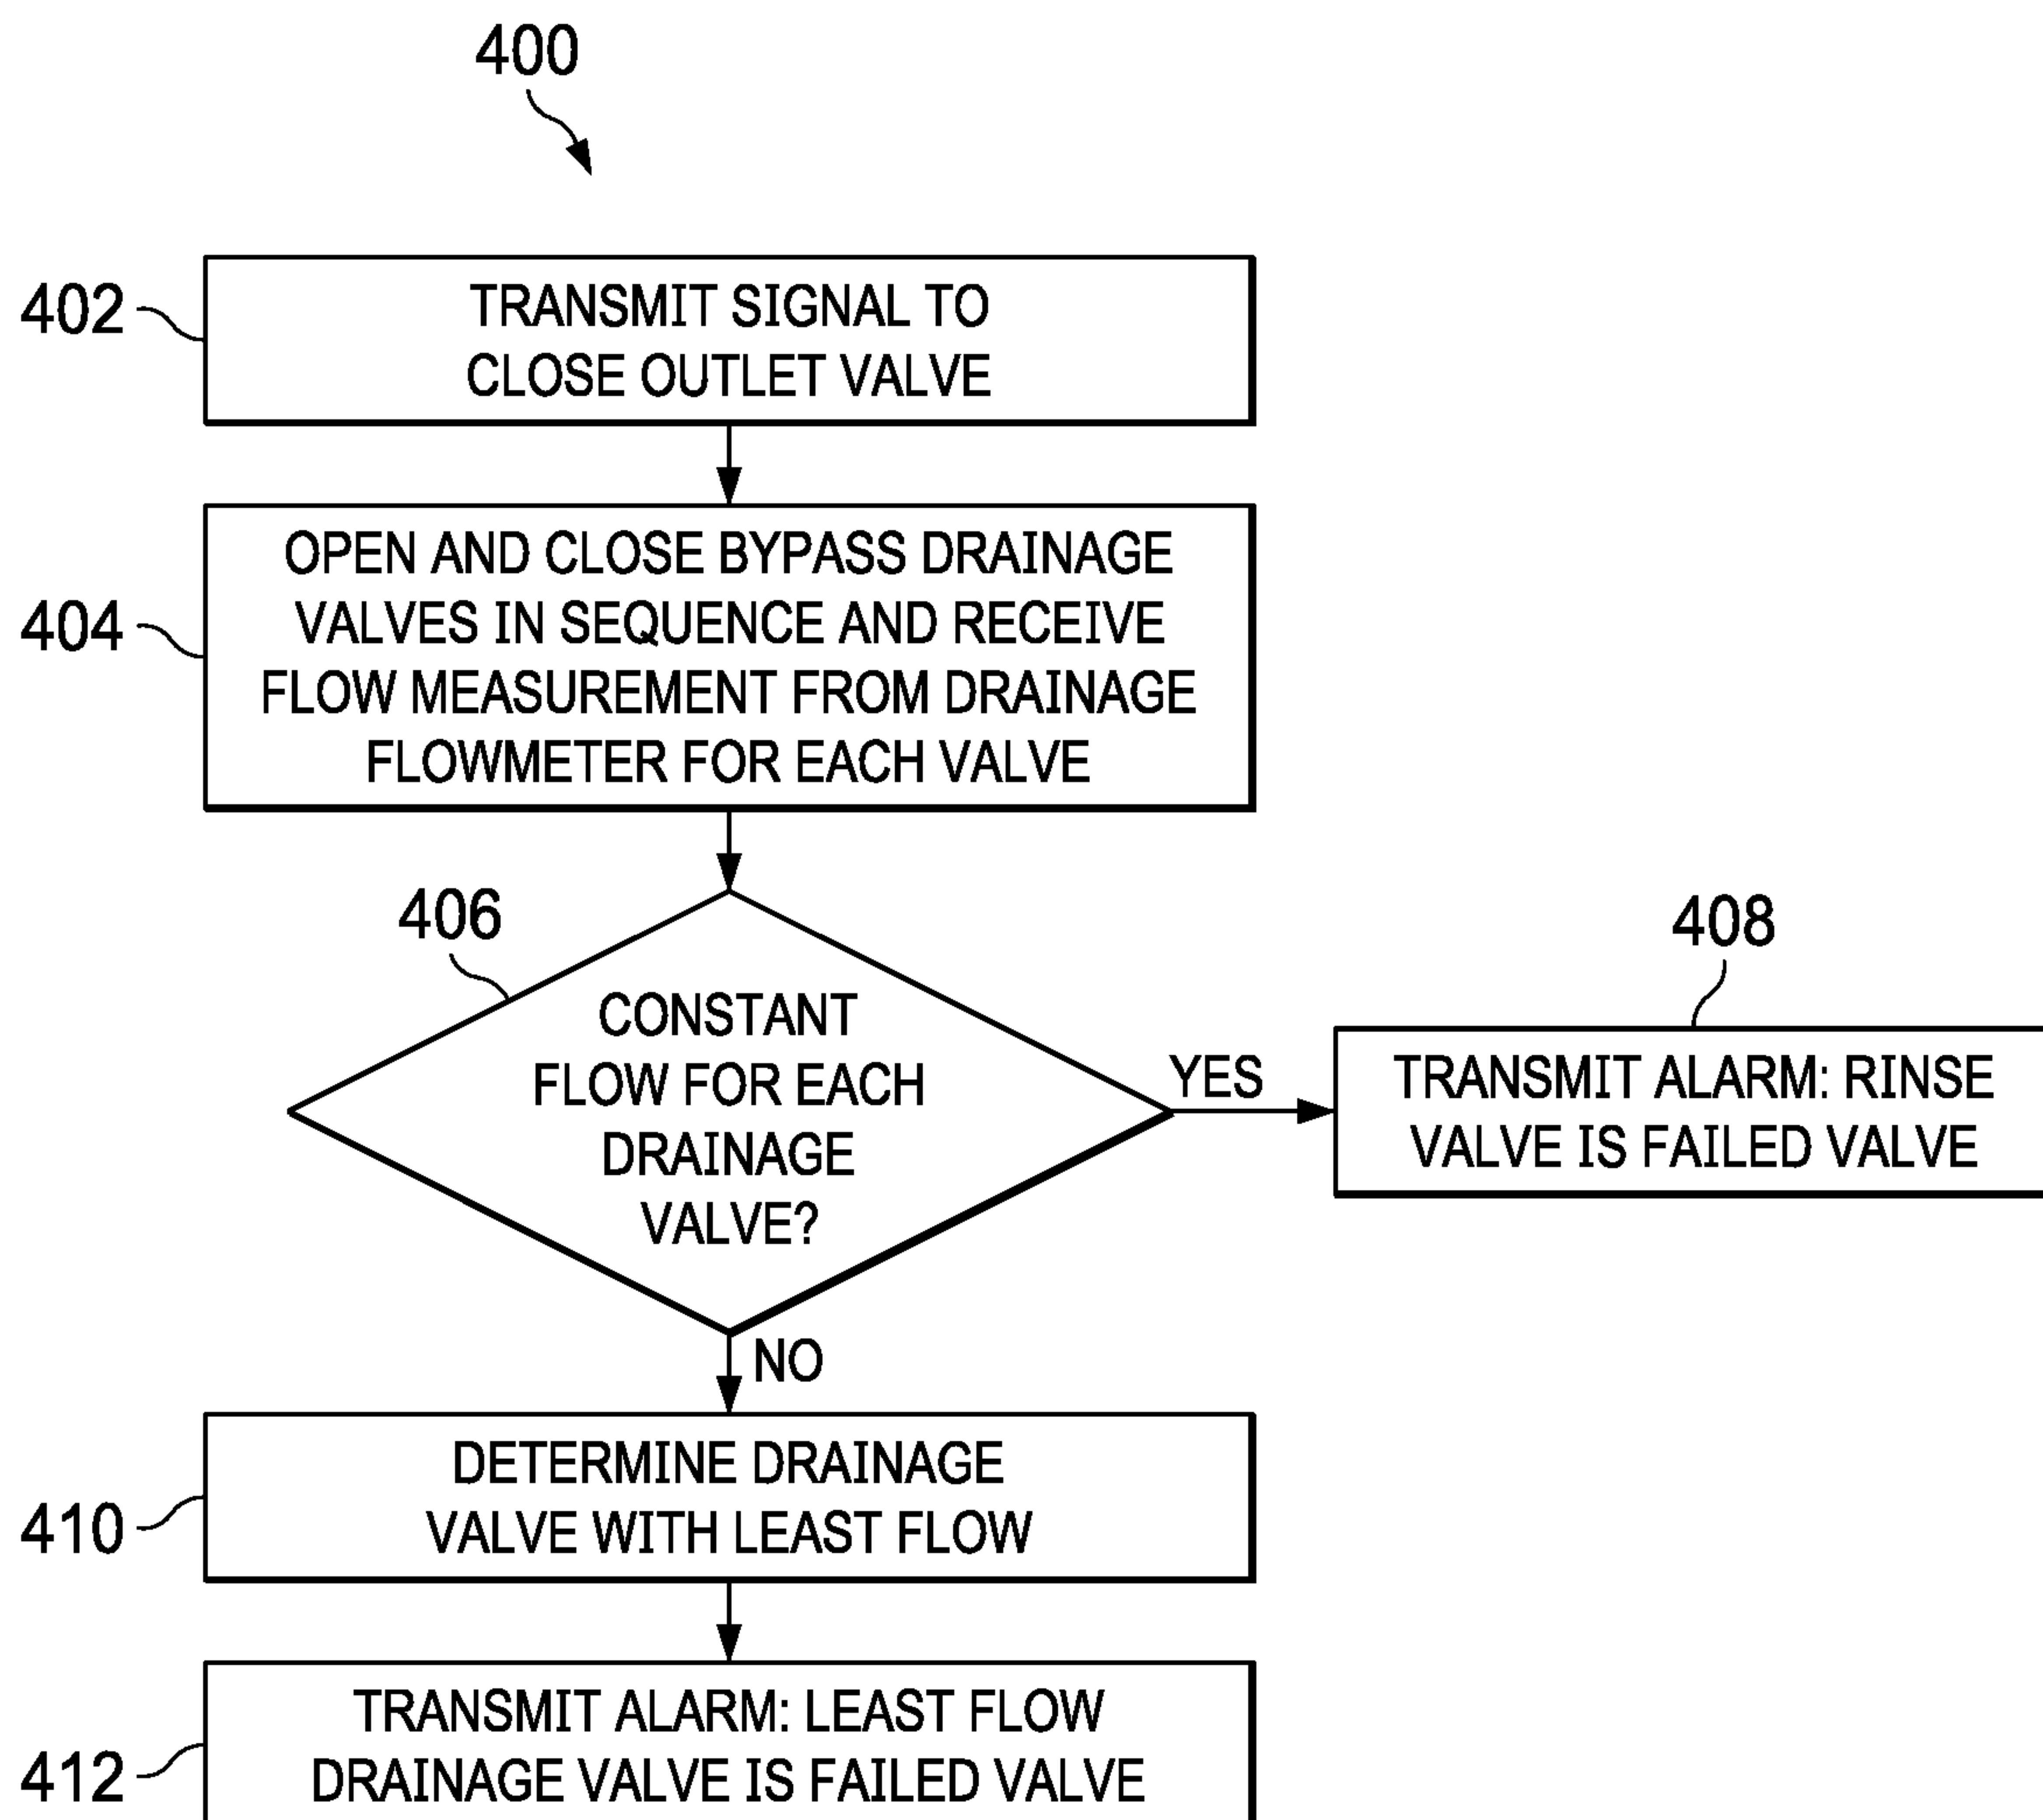 400
402
TRANSMIT SIGNAL TO
CLOSE OUTLET VALVE
404
OPEN AND CLOSE BYPASS DRAINAGE
VALVES IN SEQUENCE AND RECEIVE
FLOW MEASUREMENT FROM DRAINAGE
FLOWMETER FOR EACH VALVE
406
CONSTANT
FLOW FOR EACH
DRAINAGE
VALVE?
YES
408
TRANSMIT ALARM: RINSE
VALVE IS FAILED VALVE
NO
410
DETERMINE DRAINAGE
VALVE WITH LEAST FLOW
412
TRANSMIT ALARM: LEAST FLOW
DRAINAGE VALVE IS FAILED VALVE